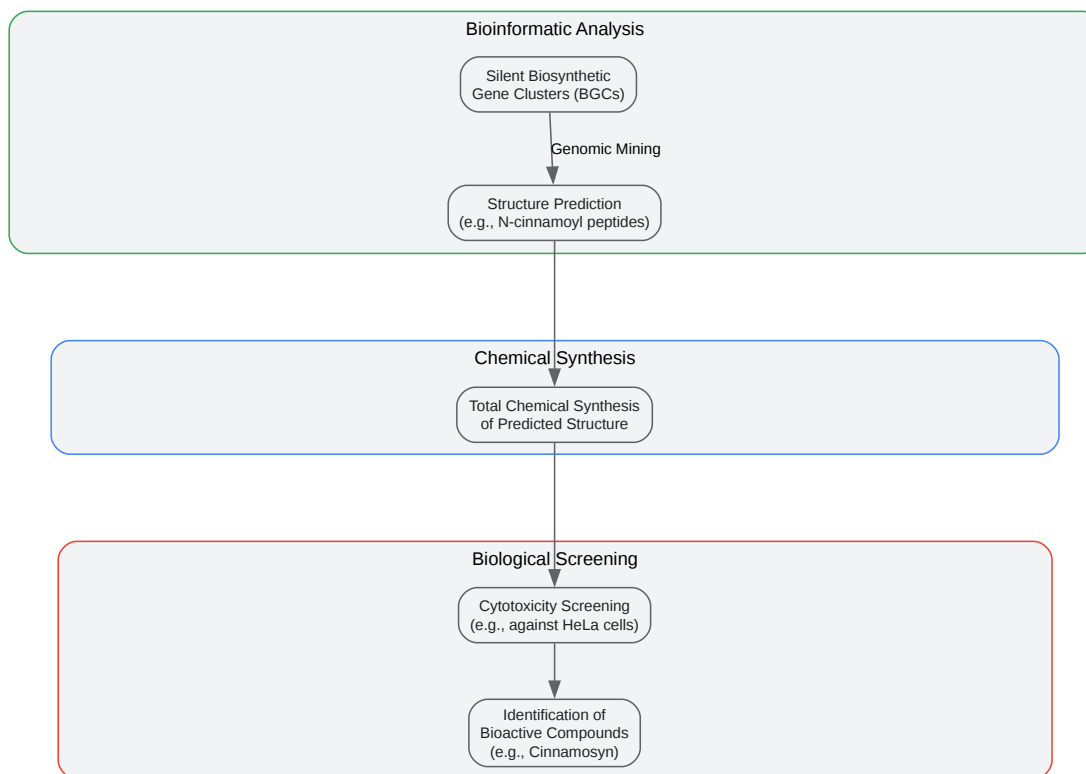 Bioinformatic Analysis
Silent Biosynthetic
Gene Clusters (BGCs)
Genomic Mining
Structure Prediction
(e.g., N-cinnamoyl peptides)
Chemical Synthesis
Total Chemical Synthesis
of Predicted Structure
Biological Screening
Cytotoxicity Screening
(e.g., against HeLa cells)
Identification of
Bioactive Compounds
(e.g., Cinnamosyn)